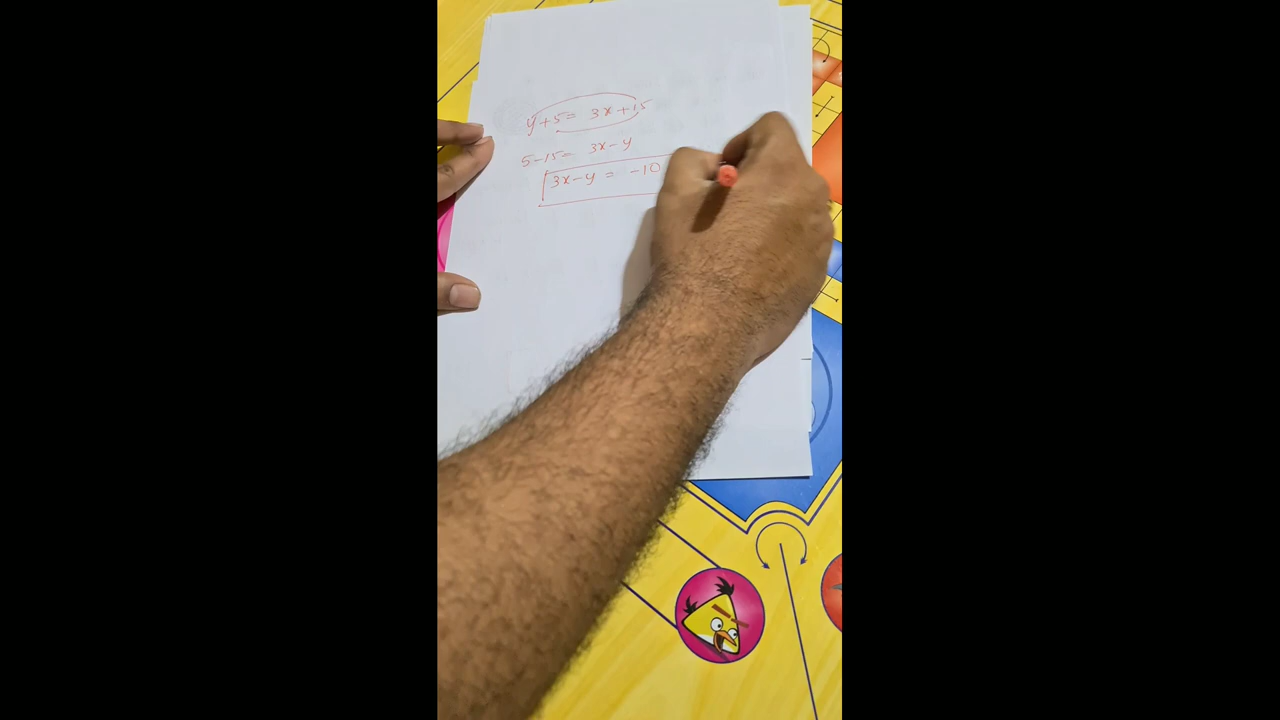 y+5= 3x+15
5-15= 3x-y
3x-y = -10